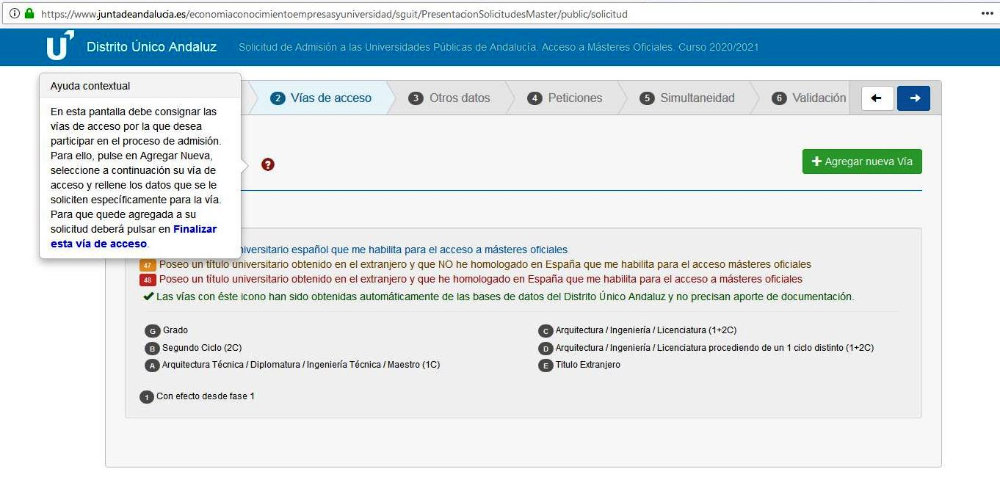 https://www.juntadeandalucia.es/economiaconocimientoempresasyuniversidad/sguit/PresentacionSolicitudesMaster/public/solicitud
Distrito Único Andaluz Solicitud de Admisión a las Universidades Públicas de Andalucía. Acceso a Másteres Oficiales. Curso 2020/2021
2 Vías de acceso 3 Otros datos 4 Peticiones 5 Simultaneidad 6 Validación
Ayuda contextual
En esta pantalla debe consignar las
vías de acceso por la que desea
participar en el proceso de admisión.
Para ello, pulse en Agregar Nueva,
seleccione a continuación su vía de
acceso y rellene los datos que se le
soliciten específicamente para la vía.
Para que quede agregada a su
solicitud deberá pulsar en Finalizar
esta vía de acceso.
?
Agregar nueva Vía
español que me habilita para el acceso a másteres oficiales
47 Poseo un título universitario obtenido en el extranjero y que NO he homologado en España que me habilita para el acceso másteres oficiales
48 Poseo un título universitario obtenido en el extranjero y que he homologado en España que me habilita para el acceso a másteres oficiales
Las vías con éste icono han sido obtenidas automáticamente de las bases de datos del Distrito Único Andaluz y no precisan aporte de documentación.
G Grado
B Segundo Ciclo (2C)
A Arquitectura Técnica / Diplomatura / Ingeniería Técnica / Maestro (1C)
C Arquitectura / Ingeniería / Licenciatura (1+2C)
D Arquitectura / Ingeniería / Licenciatura procediendo de un 1 ciclo distinto (1+2C)
E Titulo Extranjero
1 Con efecto desde fase 1